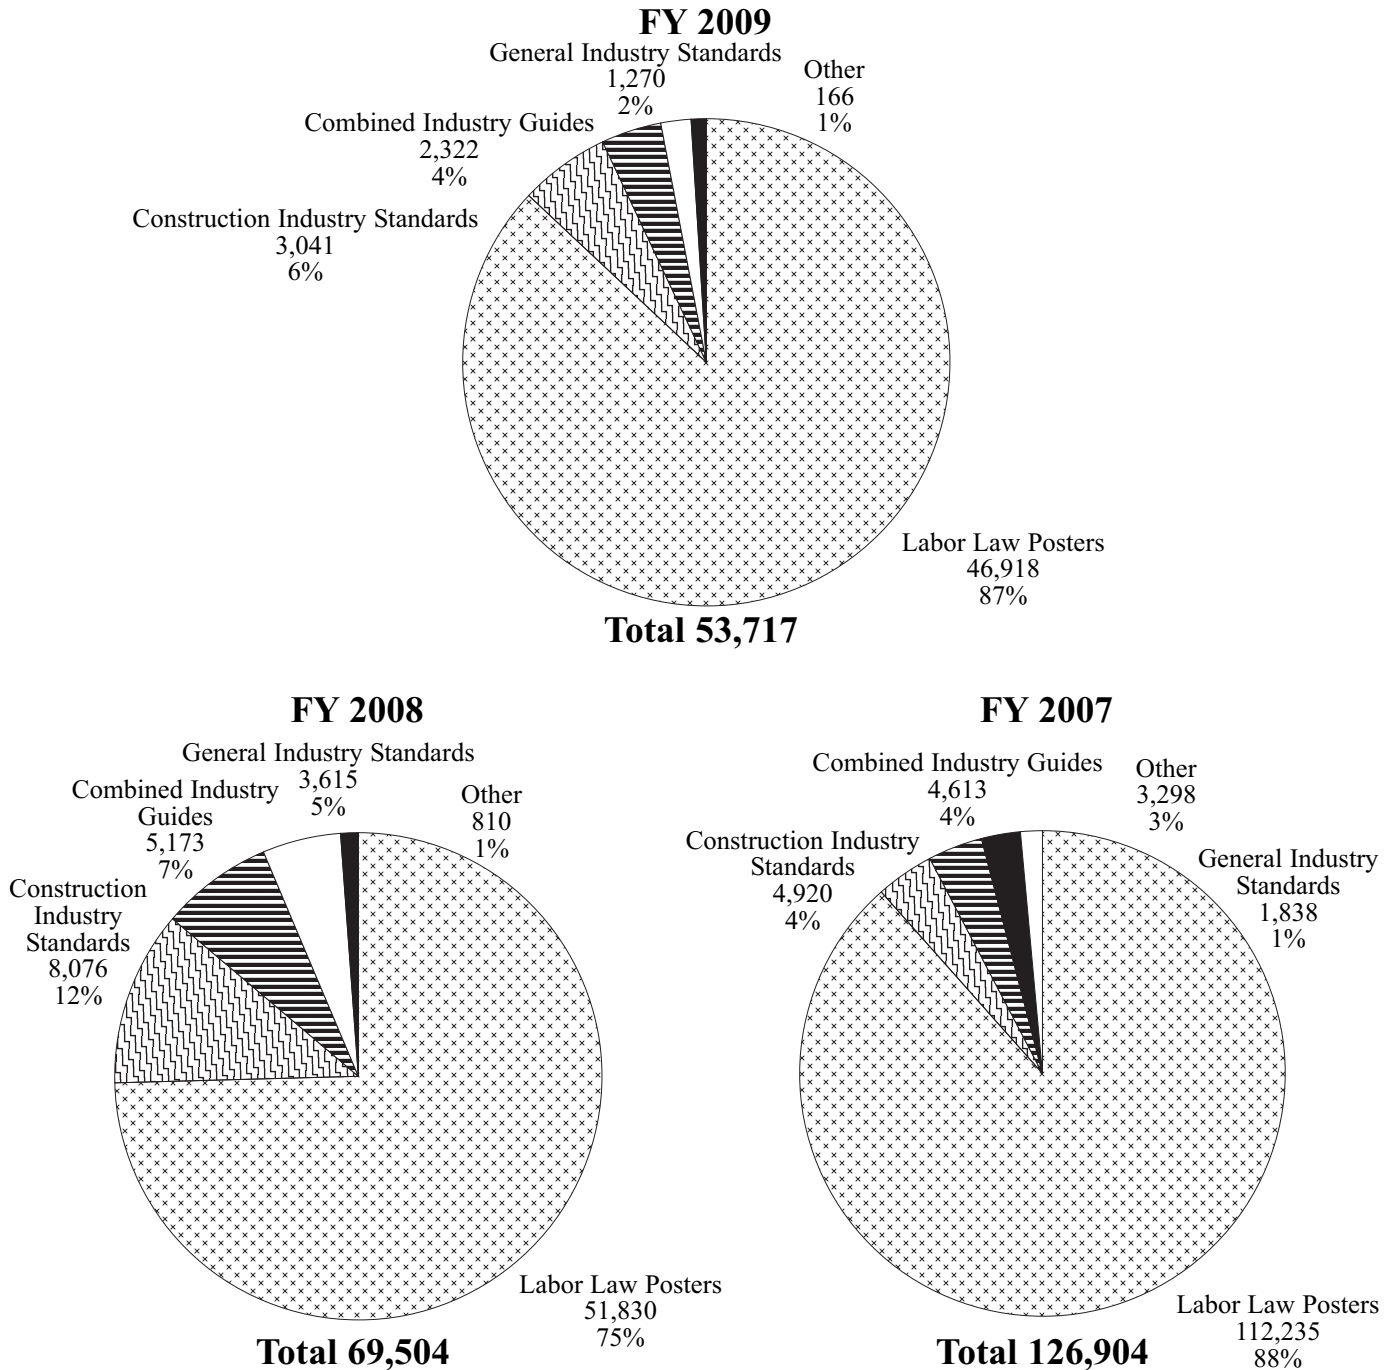 FY 2009
General Industry Standards
1,270
2%
Other
166
1%
Combined Industry Guides
2,322
4%
Construction Industry Standards
3,041
6%
Labor Law Posters
46,918
87%
Total 53,717
FY 2008
General Industry Standards
3,615
5%
Other
810
1%
Combined Industry
Guides
5,173
7%
Construction
Industry
Standards
8,076
12%
Labor Law Posters
51,830
75%
Total 69,504
FY 2007
Combined Industry Guides
4,613
4%
Other
3,298
3%
Construction Industry
Standards
4,920
4%
General Industry
Standards
1,838
1%
Labor Law Posters
112,235
88%
Total 126,904